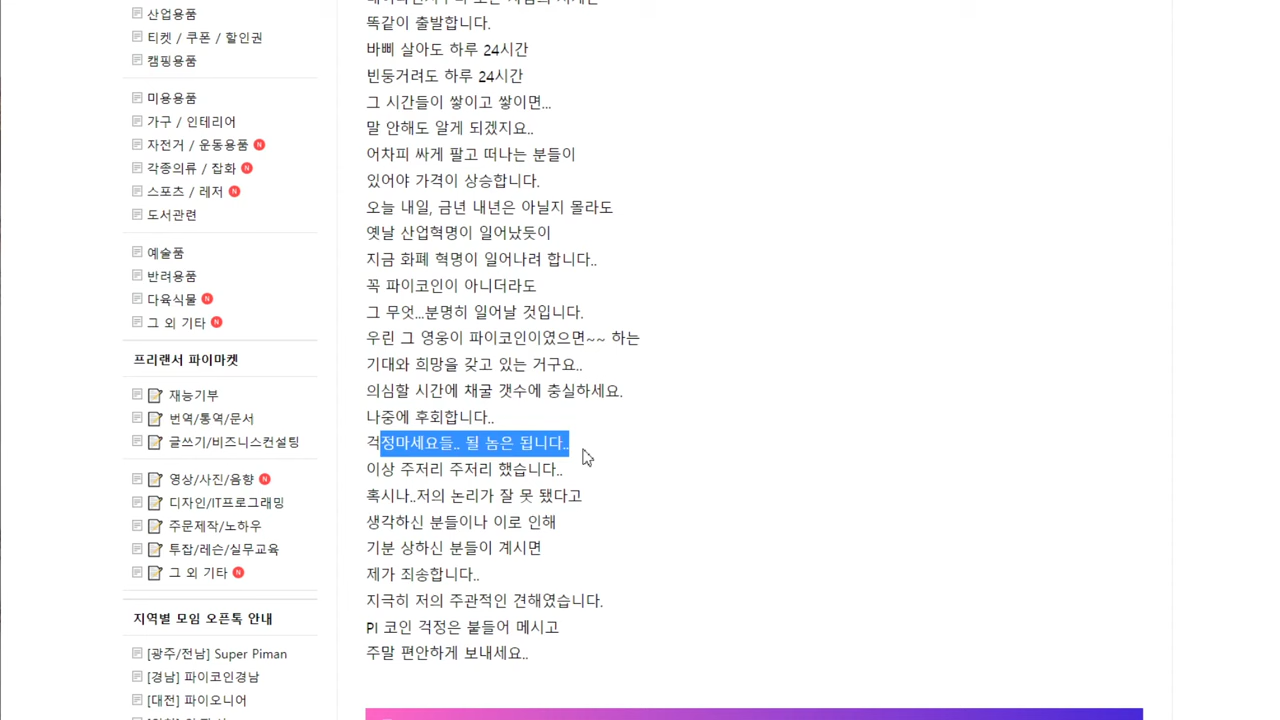 산업용품
티켓 / 쿠폰 / 할인권
캠핑용품
미용용품
가구 / 인테리어
자전거 / 운동용품 N
각종의류 / 잡화 N
스포츠 / 레저 N
도서관련
예술품
반려용품
다육식물 N
그 외 기타 N
프리랜서 파이마켓
재능기부
번역/통역/문서
글쓰기/비즈니스컨설팅
영상/사진/음향 N
디자인/IT프로그래밍
주문제작/노하우
투잡/레슨/실무교육
그 외 기타 N
지역별 모임 오픈톡 안내
[광주/전남] Super Piman
[경남] 파이코인경남
[대전] 파이오니어
똑같이 출발합니다.
바삐 살아도 하루 24시간
빈둥거려도 하루 24시간
그 시간들이 쌓이고 쌓이면...
말 안해도 알게 되겠지요..
어차피 싸게 팔고 떠나는 분들이
있어야 가격이 상승합니다.
오늘 내일, 금년 내년은 아닐지 몰라도
옛날 산업혁명이 일어났듯이
지금 화폐 혁명이 일어나려 합니다..
꼭 파이코인이 아니더라도
그 무엇...분명히 일어날 것입니다.
우린 그 영웅이 파이코인이였으면~~ 하는
기대와 희망을 갖고 있는 거구요..
의심할 시간에 채굴 갯수에 충실하세요.
나중에 후회합니다..
걱정마세요들.. 될 놈은 됩니다..
이상 주저리 주저리 했습니다..
혹시나..저의 논리가 잘 못 됐다고
생각하신 분들이나 이로 인해
기분 상하신 분들이 계시면
제가 죄송합니다..
지극히 저의 주관적인 견해였습니다.
PI 코인 걱정은 붙들어 메시고
주말 편안하게 보내세요..